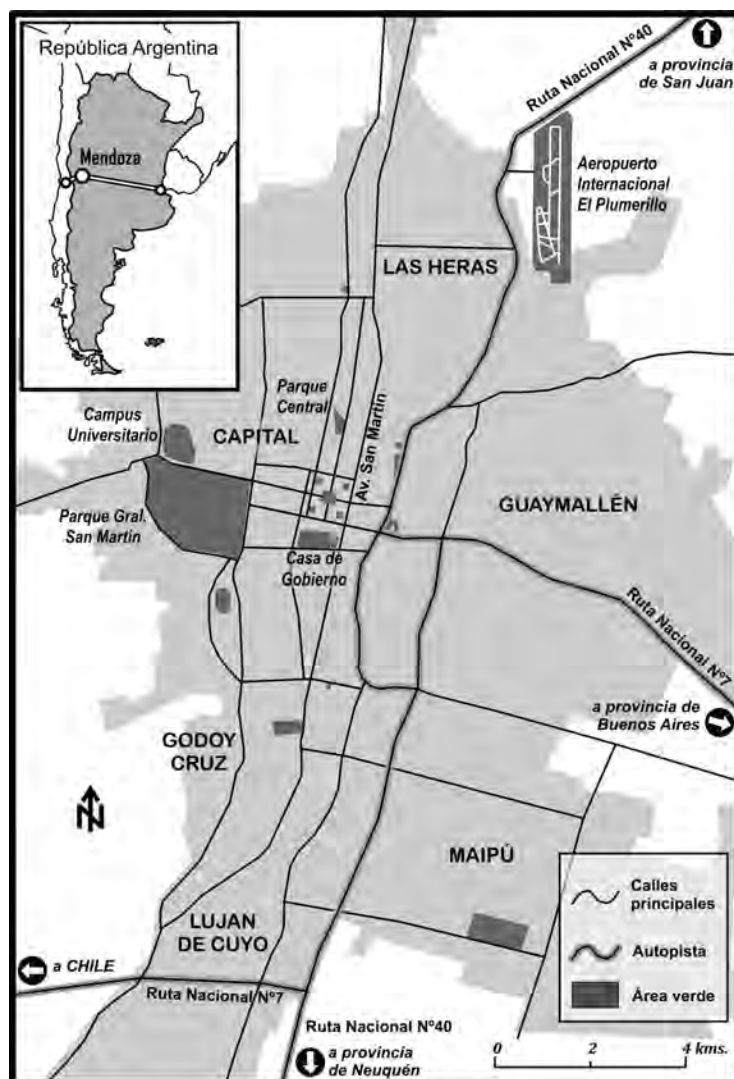 República Argentina
Mendoza
Ruta Nacional Nº40
a provincia
de San Juan
Aeropuerto
Internacional
El Plumerillo
LAS HERAS
Parque
Central
Campus
Universitario
CAPITAL
Av. San Martín
GUAYMALLÉN
Parque Gral.
San Martín
Casa de
Gobierno
Ruta Nacional Nº7
a provincia de
Buenos Aires
GODOY
CRUZ
N
MAIPÚ
LUJAN
DE CUYO
a CHILE
Ruta Nacional Nº7
Ruta Nacional Nº40
a provincia
de Neuquén
Calles
principales
Autopista
Área verde
0 2 4 kms.